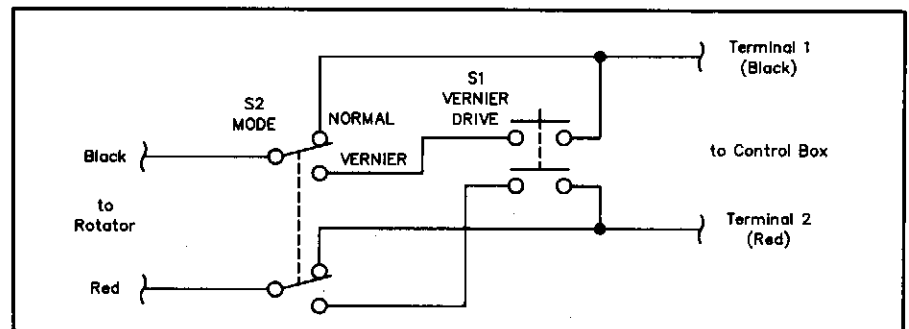 Terminal 1
(Black)
S1
VERNIER
DRIVE
S2
MODE
NORMAL
VERNIER
Black
to Control Box
to
Rotator
Terminal 2
(Red)
Red